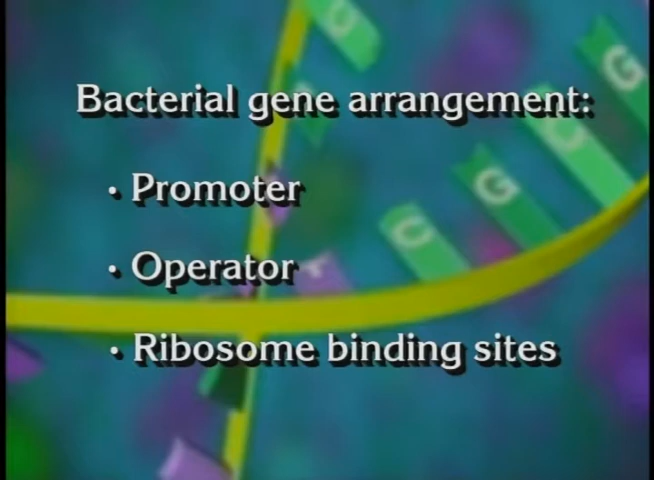 Bacterial gene arrangement:
• Promoter
• Operator
• Ribosome binding sites
G
G